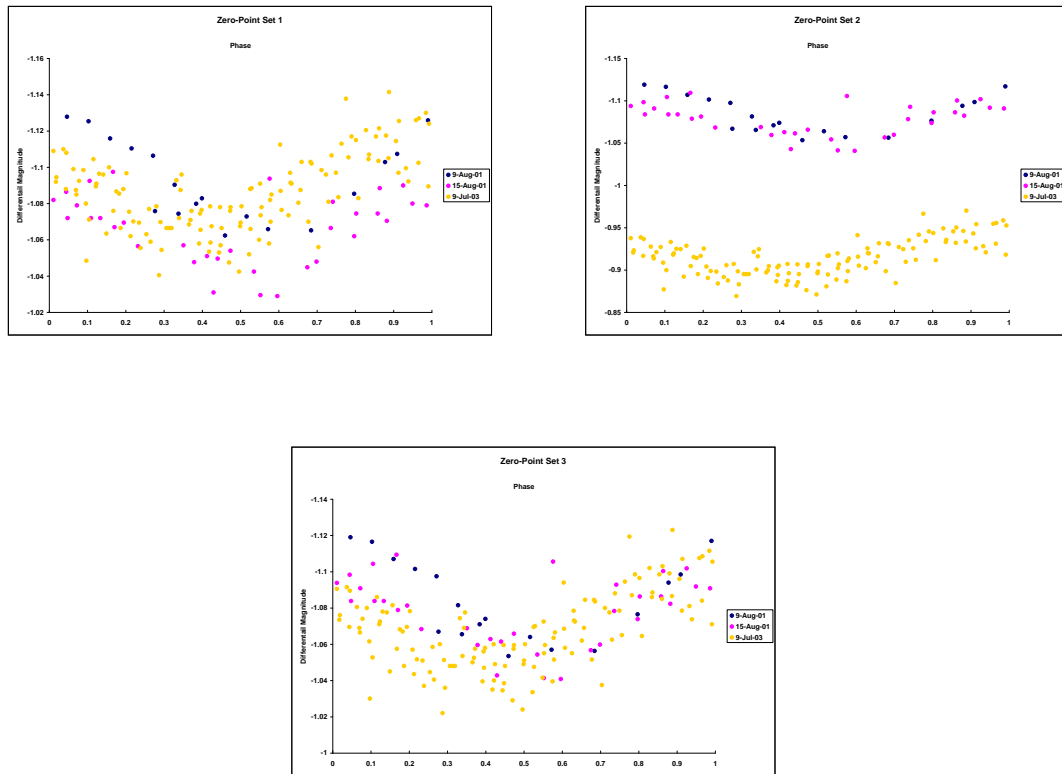 Zero-Point Set 1
Phase
Differentail Magnitude
-1.16
-1.14
-1.12
-1.1
-1.08
-1.06
-1.04
-1.02
0 0.1 0.2 0.3 0.4 0.5 0.6 0.7 0.8 0.9 1
9-Aug-01
15-Aug-01
9-Jul-03
Zero-Point Set 2
Phase
Differentail Magnitude
-1.15
-1.1
-1.05
-1
-0.95
-0.9
-0.85
0 0.1 0.2 0.3 0.4 0.5 0.6 0.7 0.8 0.9 1
9-Aug-01
15-Aug-01
9-Jul-03
Zero-Point Set 3
Phase
Differentail Magnitude
-1.14
-1.12
-1.1
-1.08
-1.06
-1.04
-1.02
-1
0 0.1 0.2 0.3 0.4 0.5 0.6 0.7 0.8 0.9 1
9-Aug-01
15-Aug-01
9-Jul-03